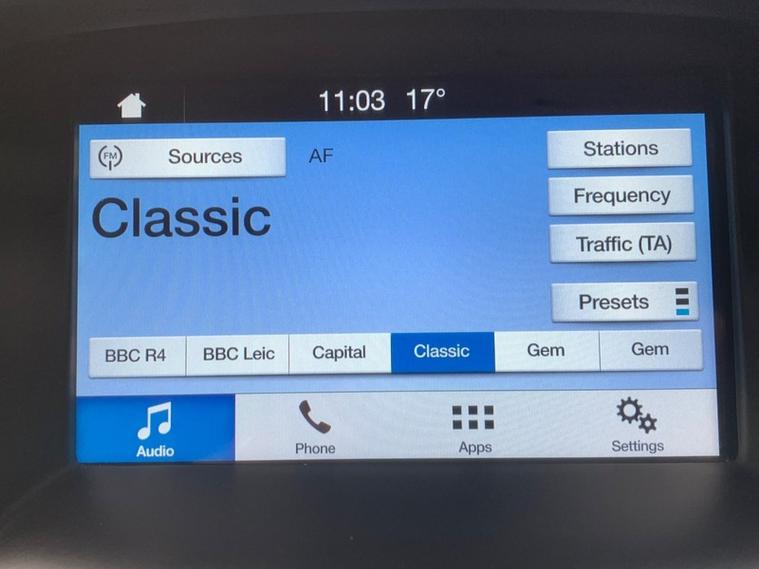 11:03 17°
FM Sources AF
Stations
Classic
Frequency
Traffic (TA)
Presets
BBC R4 BBC Leic Capital Classic Gem Gem
Audio Phone Apps Settings